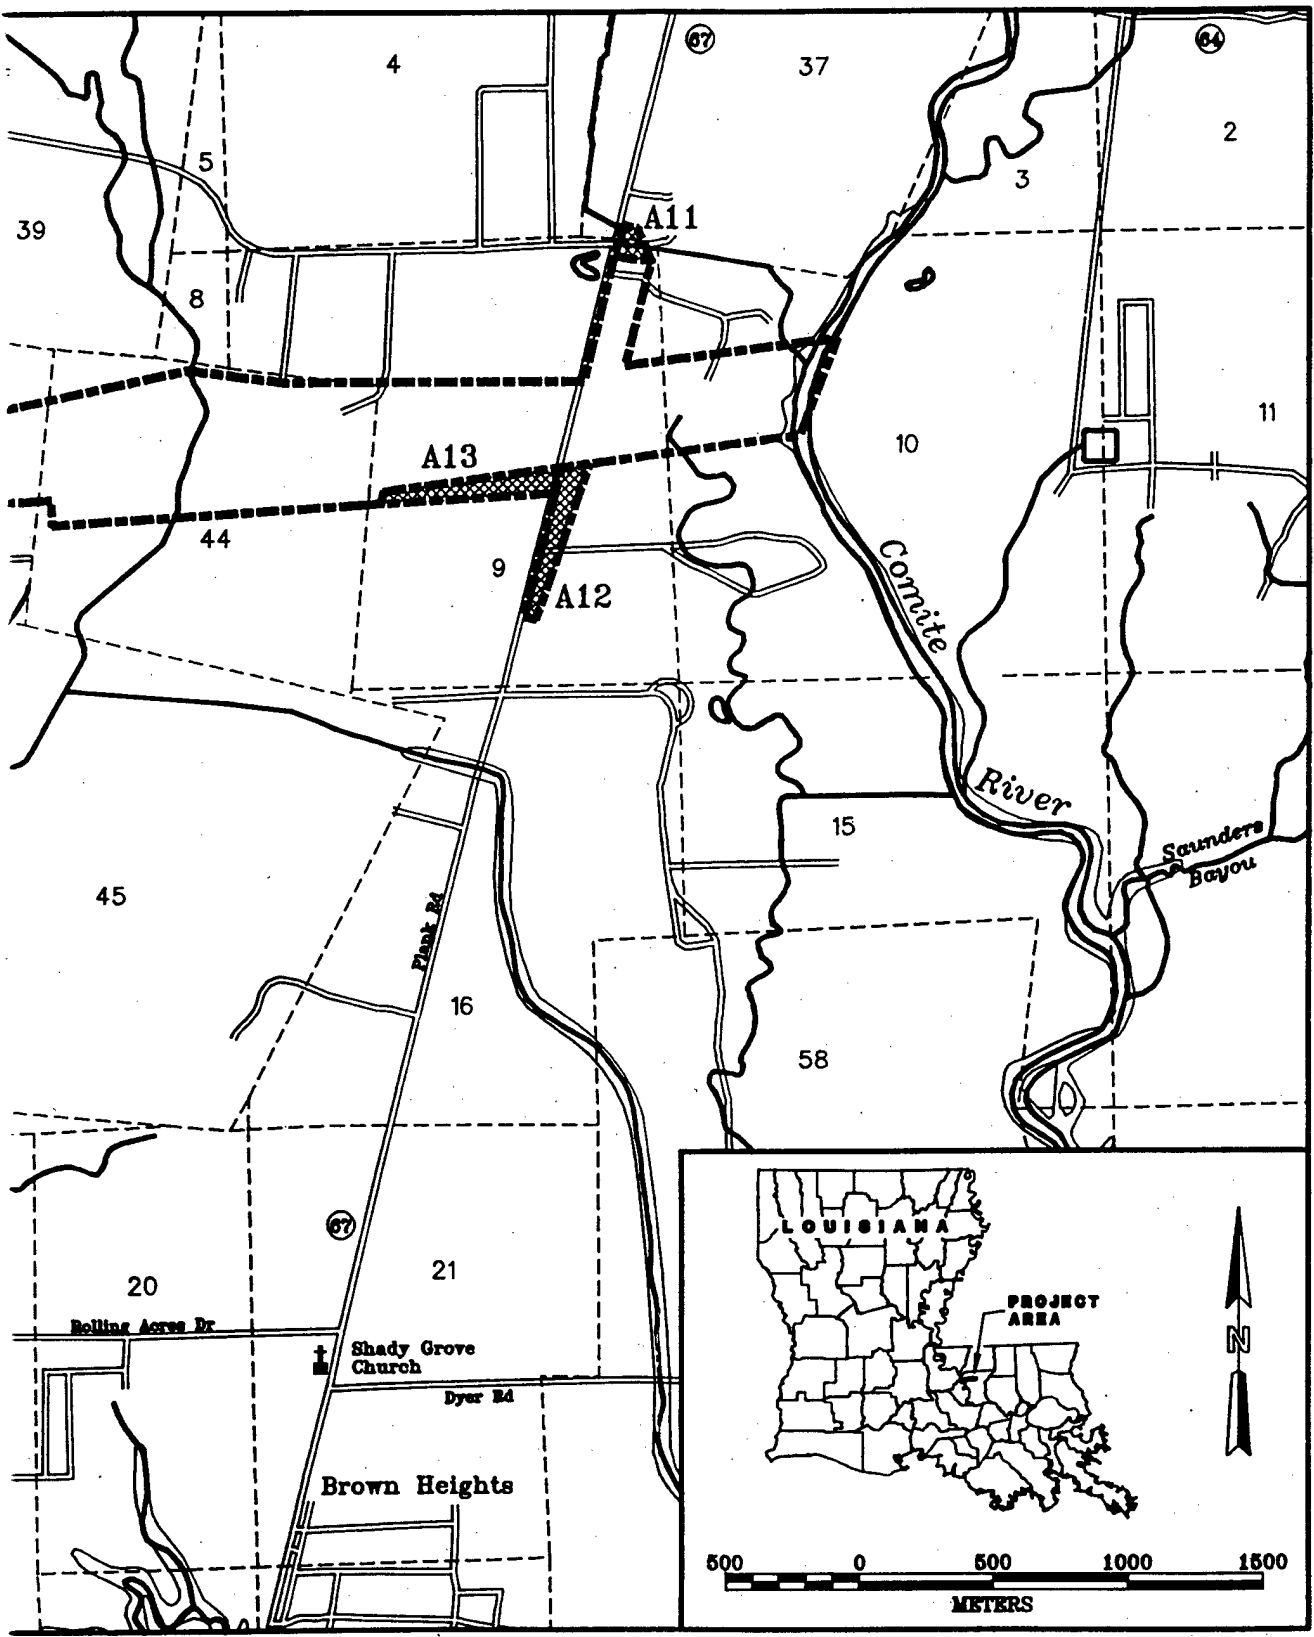 4
67
37
64
2
5
3
39
A11
8
10
11
A13
44
9
A12
Comite
River
15
Saunders
Bayou
45
Plank Rd
16
58
67
20
21
Rolling Acres Dr
Shady Grove
Church
Dyer Rd
Brown Heights
LOUISIANA
PROJECT
AREA
N
500 0 500 1000 1500
METERS